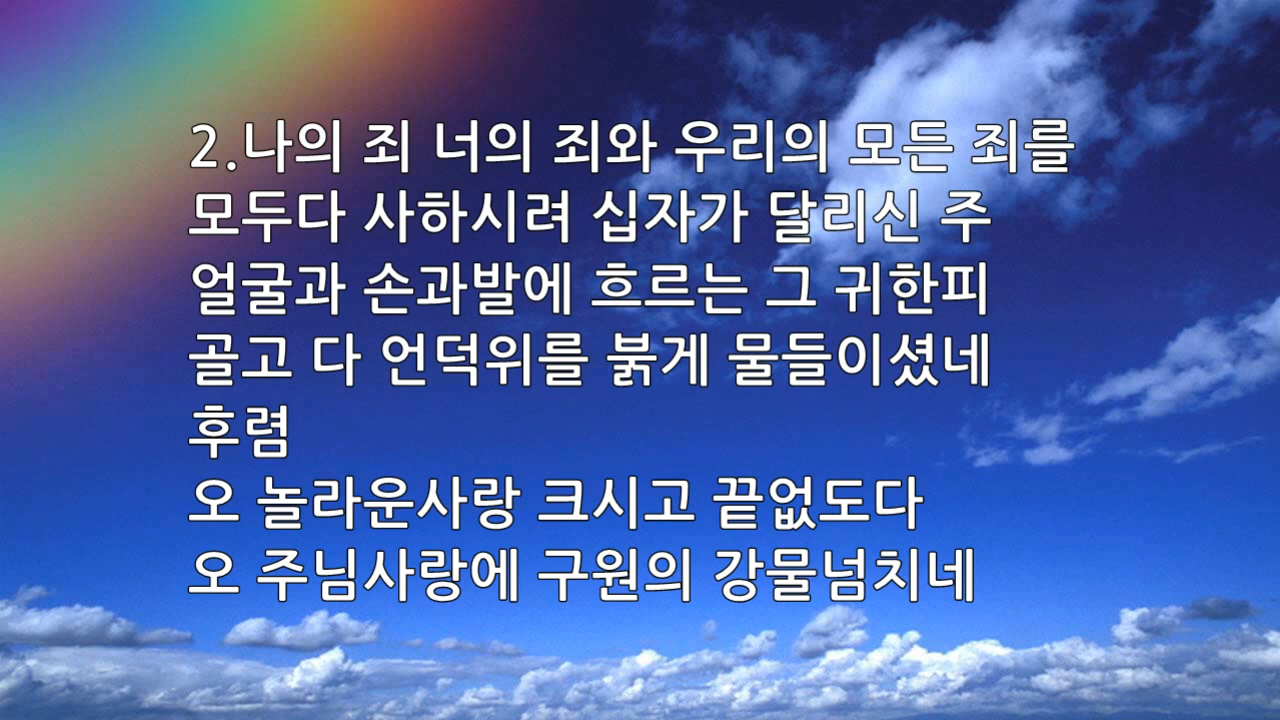 2.나의 죄 너의 죄와 우리의 모든 죄를
모두다 사하시려 십자가 달리신 주
얼굴과 손과발에 흐르는 그 귀한피
골고 다 언덕위를 붉게 물들이셨네
후렴
오 놀라운사랑 크시고 끝없도다
오 주님사랑에 구원의 강물넘치네